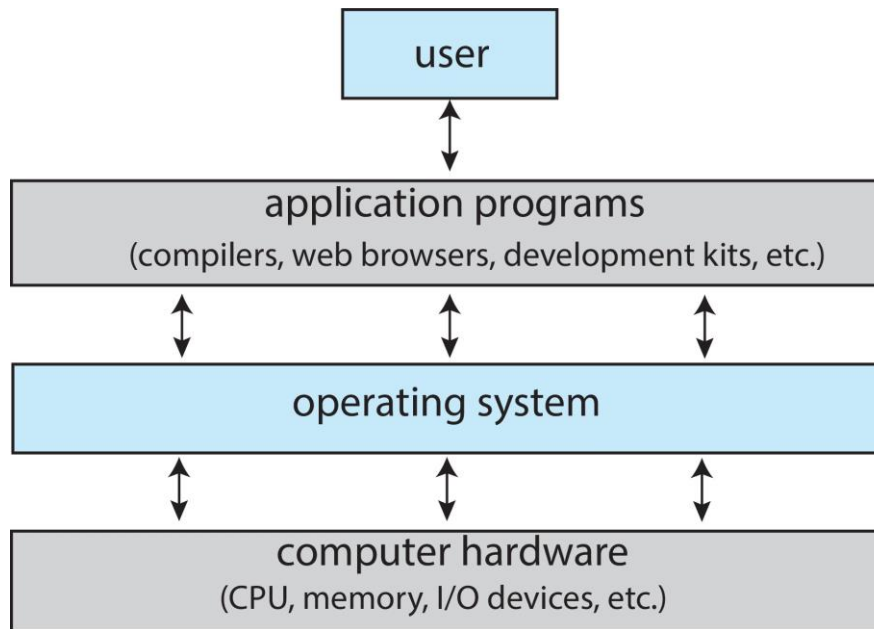 user
application programs
(compilers, web browsers, development kits, etc.)
operating system
computer hardware
(CPU, memory, I/O devices, etc.)